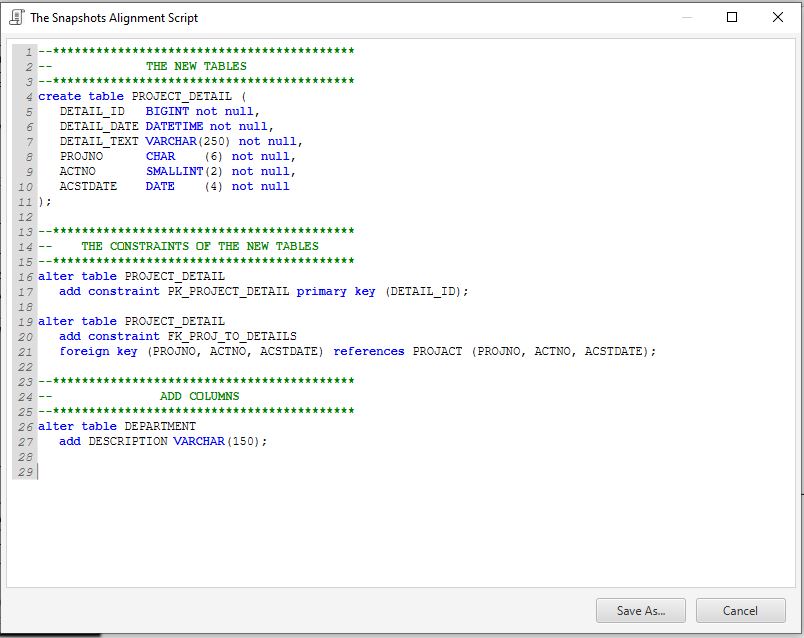 The Snapshots Alignment Script
1 --******************************************
2 -- THE NEW TABLES
3 --******************************************
4 create table PROJECT_DETAIL (
5 DETAIL_ID BIGINT not null,
6 DETAIL_DATE DATETIME not null,
7 DETAIL_TEXT VARCHAR(250) not null,
8 PROJNO CHAR (6) not null,
9 ACTNO SMALLINT(2) not null,
10 ACSTDATE DATE (4) not null
11 );
12
13 --******************************************
14 -- THE CONSTRAINTS OF THE NEW TABLES
15 --******************************************
16 alter table PROJECT_DETAIL
17 add constraint PK_PROJECT_DETAIL primary key (DETAIL_ID);
18
19 alter table PROJECT_DETAIL
20 add constraint FK_PROJ_TO_DETAILS
21 foreign key (PROJNO, ACTNO, ACSTDATE) references PROJACT (PROJNO, ACTNO, ACSTDATE);
22
23 --******************************************
24 -- ADD COLUMNS
25 --******************************************
26 alter table DEPARTMENT
27 add DESCRIPTION VARCHAR(150);
28
29
Save As... Cancel